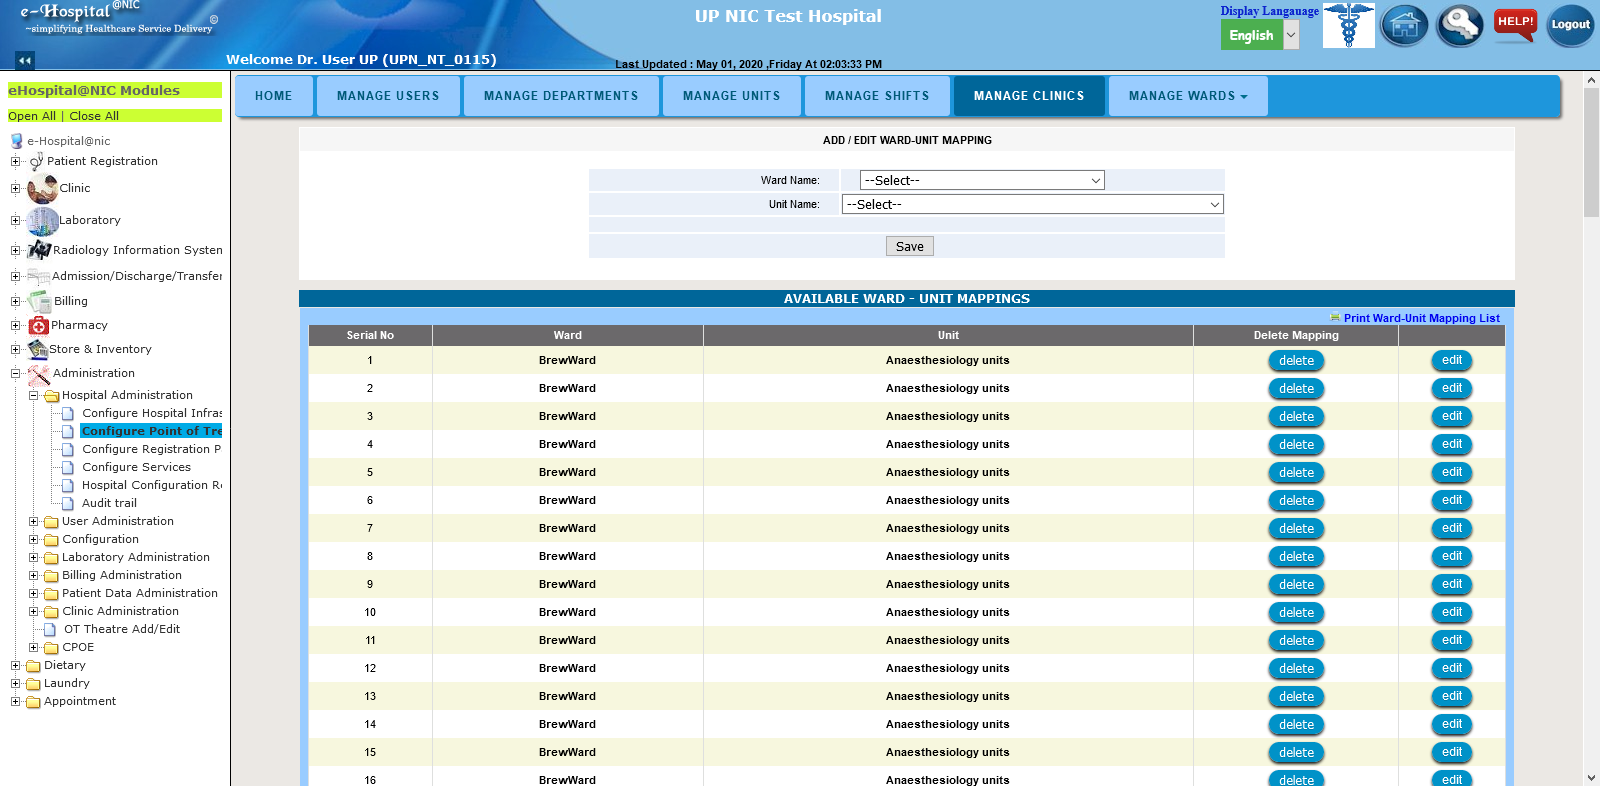 e-Hospital @NIC ©
~simplifying Healthcare Service Delivery
Welcome Dr. User UP (UPN_NT_0115)
UP NIC Test Hospital
Last Updated : May 01, 2020 ,Friday At 02:03:33 PM
Display Langauage
English
HELP!
Logout
eHospital@NIC Modules
Open All | Close All
e-Hospital@nic
Patient Registration
Clinic
Laboratory
Radiology Information System
Admission/Discharge/Transfer
Billing
Pharmacy
Store & Inventory
Administration
Hospital Administration
Configure Hospital Infras
Configure Point of Tre
Configure Registration P
Configure Services
Hospital Configuration Re
Audit trail
User Administration
Configuration
Laboratory Administration
Billing Administration
Patient Data Administration
Clinic Administration
OT Theatre Add/Edit
CPOE
Dietary
Laundry
Appointment
HOME MANAGE USERS MANAGE DEPARTMENTS MANAGE UNITS MANAGE SHIFTS MANAGE CLINICS MANAGE WARDS
ADD / EDIT WARD-UNIT MAPPING
Ward Name: --Select--
Unit Name: --Select--
Save
AVAILABLE WARD - UNIT MAPPINGS
Print Ward-Unit Mapping List
Serial No Ward Unit Delete Mapping
1 BrewWard Anaesthesiology units delete edit
2 BrewWard Anaesthesiology units delete edit
3 BrewWard Anaesthesiology units delete edit
4 BrewWard Anaesthesiology units delete edit
5 BrewWard Anaesthesiology units delete edit
6 BrewWard Anaesthesiology units delete edit
7 BrewWard Anaesthesiology units delete edit
8 BrewWard Anaesthesiology units delete edit
9 BrewWard Anaesthesiology units delete edit
10 BrewWard Anaesthesiology units delete edit
11 BrewWard Anaesthesiology units delete edit
12 BrewWard Anaesthesiology units delete edit
13 BrewWard Anaesthesiology units delete edit
14 BrewWard Anaesthesiology units delete edit
15 BrewWard Anaesthesiology units delete edit
16 BrewWard Anaesthesiology units delete edit